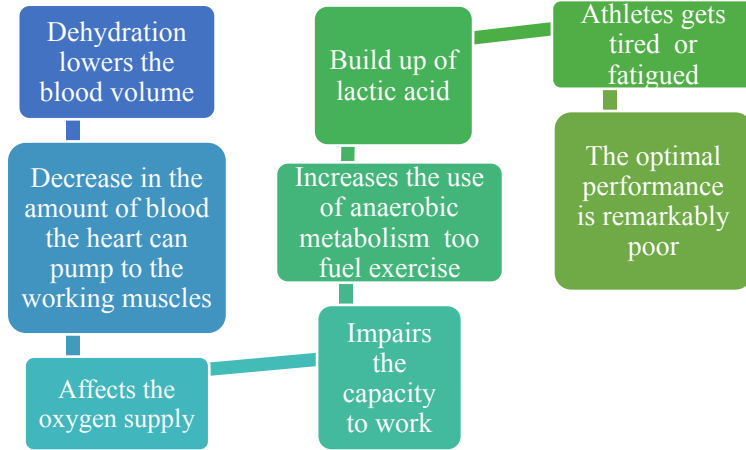 Dehydration
lowers the
blood volume
Decrease in the
amount of blood
the heart can
pump to the
working muscles
Affects the
oxygen supply
Impairs
the
capacity
to work
Increases the use
of anaerobic
metabolism too
fuel exercise
Build up of
lactic acid
Athletes gets
tired or
fatigued
The optimal
performance
is remarkably
poor